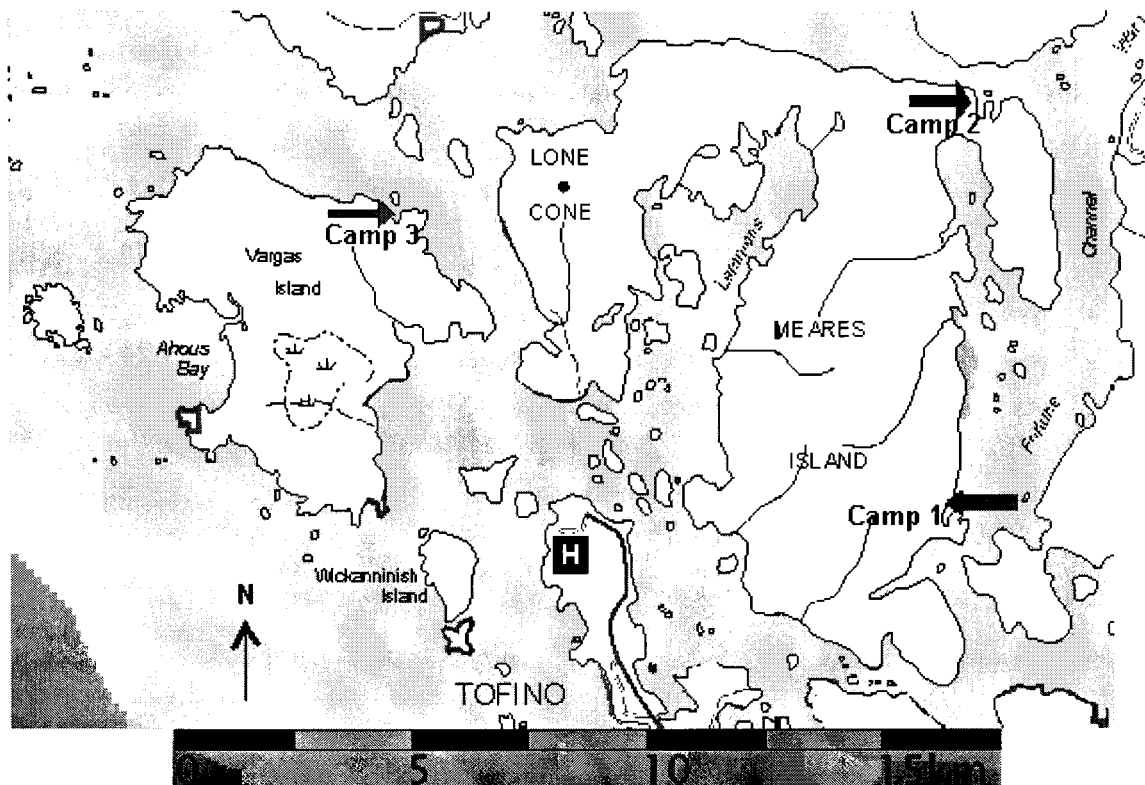 P
LONE
CONE
Camp 2
Channel
Camp 3
Vargas
Island
Lemmens
MEARES
Ahous
Bay
Fortune
ISLAND
Camp 1
H
Wickanninish
Island
N
TOFINO
0 5 10 15km